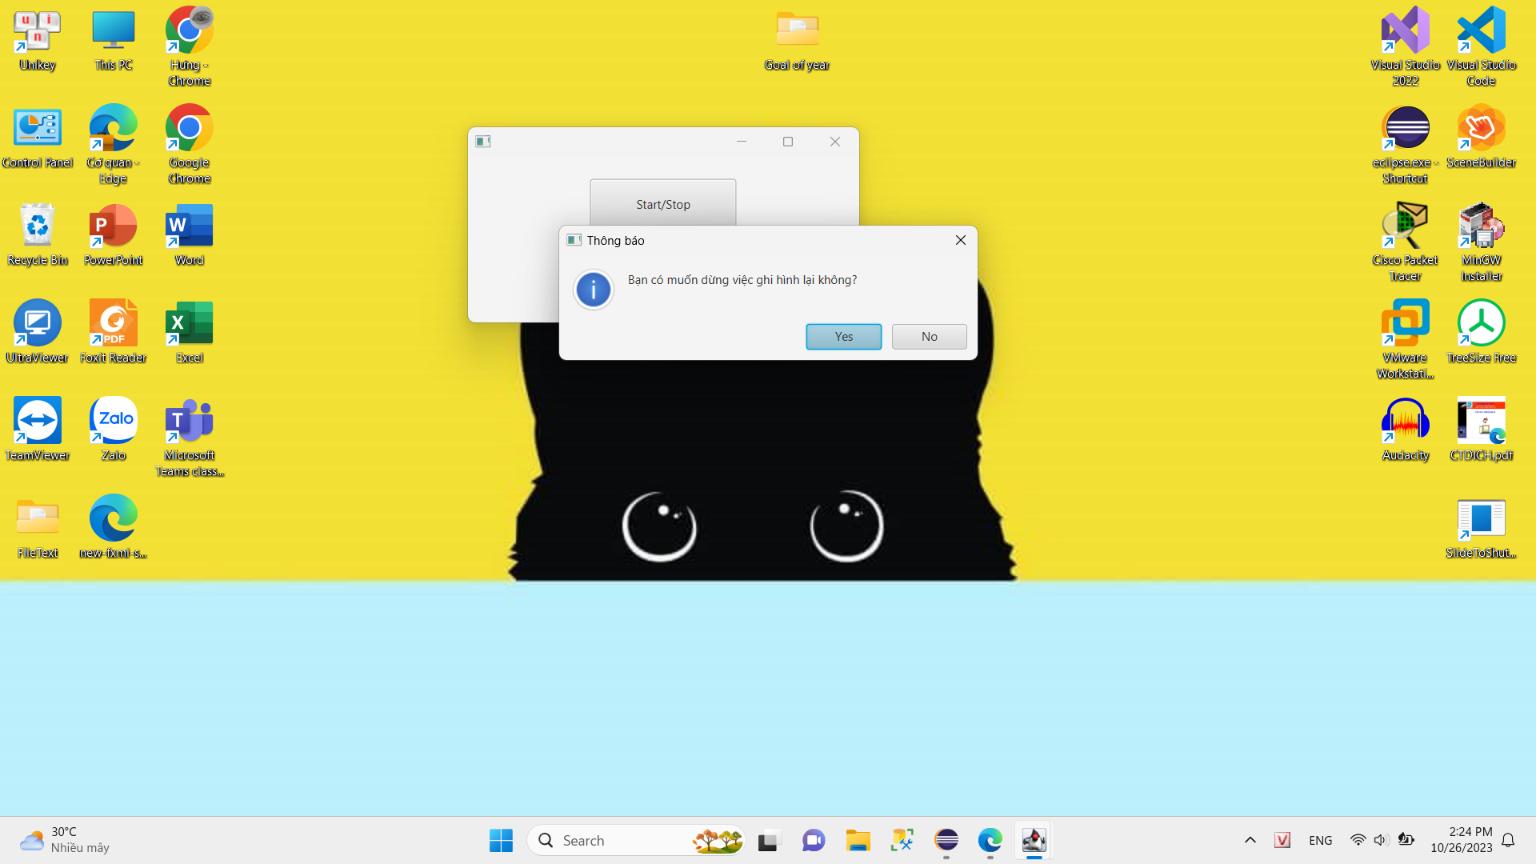 Unikey
This PC
Hưng -
Chrome
Goal of year
Visual Studio
2022
Visual Studio
Code
Control Panel
Cơ quan -
Edge
Google
Chrome
eclipse.exe -
Shortcut
SceneBuilder
Start/Stop
Thông báo
Bạn có muốn dừng việc ghi hình lại không?
Yes
No
Recycle Bin
PowerPoint
Word
Cisco Packet
Tracer
MinGW
Installer
UltraViewer
Foxit Reader
PDF
Excel
VMware
Workstati...
TreeSize Free
TeamViewer
Zalo
Zalo
Microsoft
Teams class...
Audacity
CTDICH.pdf
FileText
new-fxml-s...
SlideToShut...
30°C
Nhiều mây
Search
ENG
2:24 PM
10/26/2023